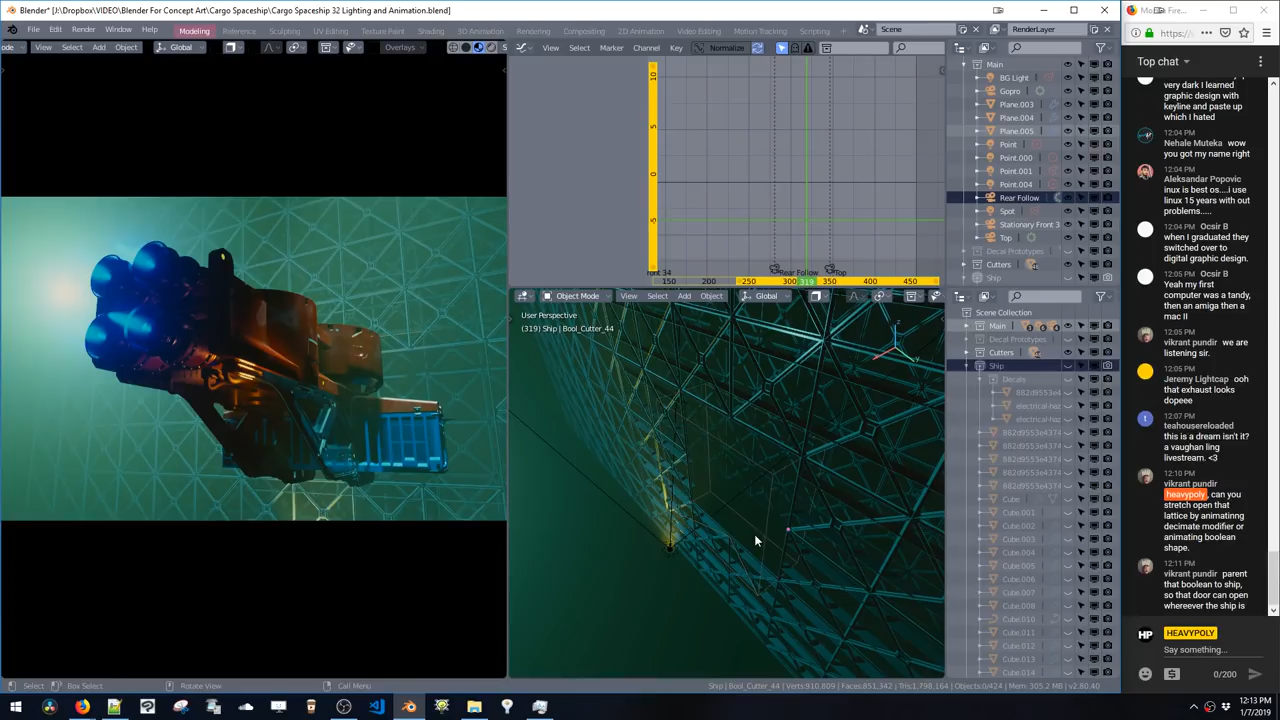 Blender* [J:\Dropbox\VIDEO\Blender For Concept Art\Cargo Spaceship\Cargo Spaceship 32 Lighting and Animation.blend]
File Edit Render Window Help Modeling Rebuild Sculpting UV Editing Texture Paint Shading Animation Rendering Compositing 2D Animation Motion Tracking Scripting Scene RenderLayer
View Select Add Object Global Overlays
View Select Marker Channel Key Normalize
10
5
0
-5
Rear Follow Top
150 200 250 300 319 350 400 450
Object Mode View Select Add Object Global
User Perspective
(319) Ship | Bool_Cutter_44
z
y
Main
BG Light
Gopro
Plane.003
Plane.004
Plane.005
Point
Point.000
Point.001
Point.004
Rear Follow
Spot
Stationary Front 3
Top
Decal Prototypes
Cutters
Ship
Scene Collection
Main
Decal Prototypes
Cutters
Ship
Decals
882d9553e4
electrical-haz
electrical-haz
882d9553e4374
882d9553e4374
882d9553e4374
882d9553e4374
882d9553e4374
Cube
Cube.001
Cube.002
Cube.003
Cube.004
Cube.005
Cube.006
Cube.007
Cube.008
Cube.010
Cube.011
Cube.012
Cube.013
Cube.014
Select Box Select Rotate View Call Menu
Ship | Bool_Cutter_44 | Verts:910,809 | Faces:851,342 | Tris:1,798,164 | Objects:0/424 | Mem: 305.2 MB | v2.80.40
https://
Top chat
very dark I learned
graphic design with
keyline and paste up
which I hated
12:04 PM
Nehale Muteka wow
you got my name right
12:04 PM
Aleksandar Popovic
inux is best os....i use
linux 15 years with out
problems.....
12:04 PM
Ocsir B
when I graduated they
switched over to
digital graphic design.
12:05 PM
Ocsir B
Yeah my first
computer was a tandy,
then an amiga then a
mac II
12:05 PM
vikrant pundir we are
listening sir.
12:05 PM
Jeremy Lightcap ooh
that exhaust looks
dopeee
12:07 PM
teahousereloaded
this is a dream isn't it?
a vaughan ling
livestream. <3
12:10 PM
vikrant pundir
heavypoly, can you
stretch open that
lattice by animatinng
decimate modifier or
animating boolean
shape.
12:11 PM
vikrant pundir parent
that boolean to ship,
so that door can open
whereever the ship is
HP HEAVYPOLY
Say something...
0/200
12:13 PM
1/7/2019